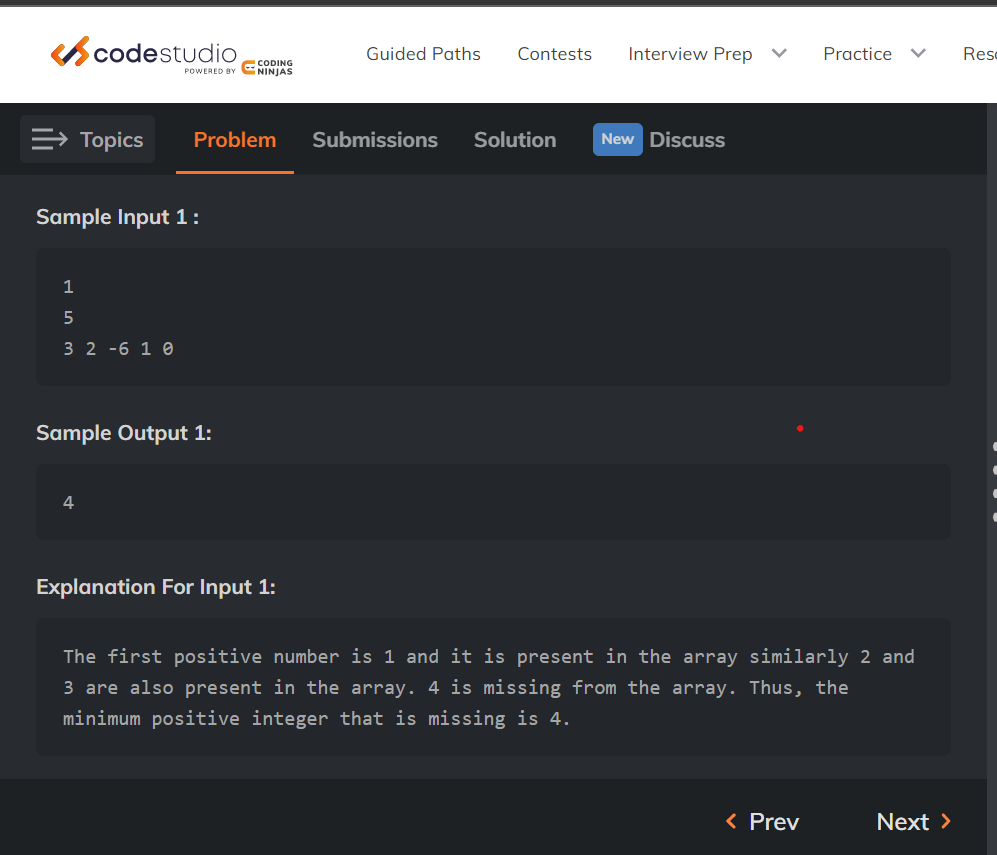 codestudio
POWERED BY CODING NINJAS
Guided Paths Contests Interview Prep Practice
Topics Problem Submissions Solution New Discuss
Sample Input 1 :
1
5
3 2 -6 1 0
Sample Output 1:
4
Explanation For Input 1:
The first positive number is 1 and it is present in the array similarly 2 and
3 are also present in the array. 4 is missing from the array. Thus, the
minimum positive integer that is missing is 4.
Prev Next